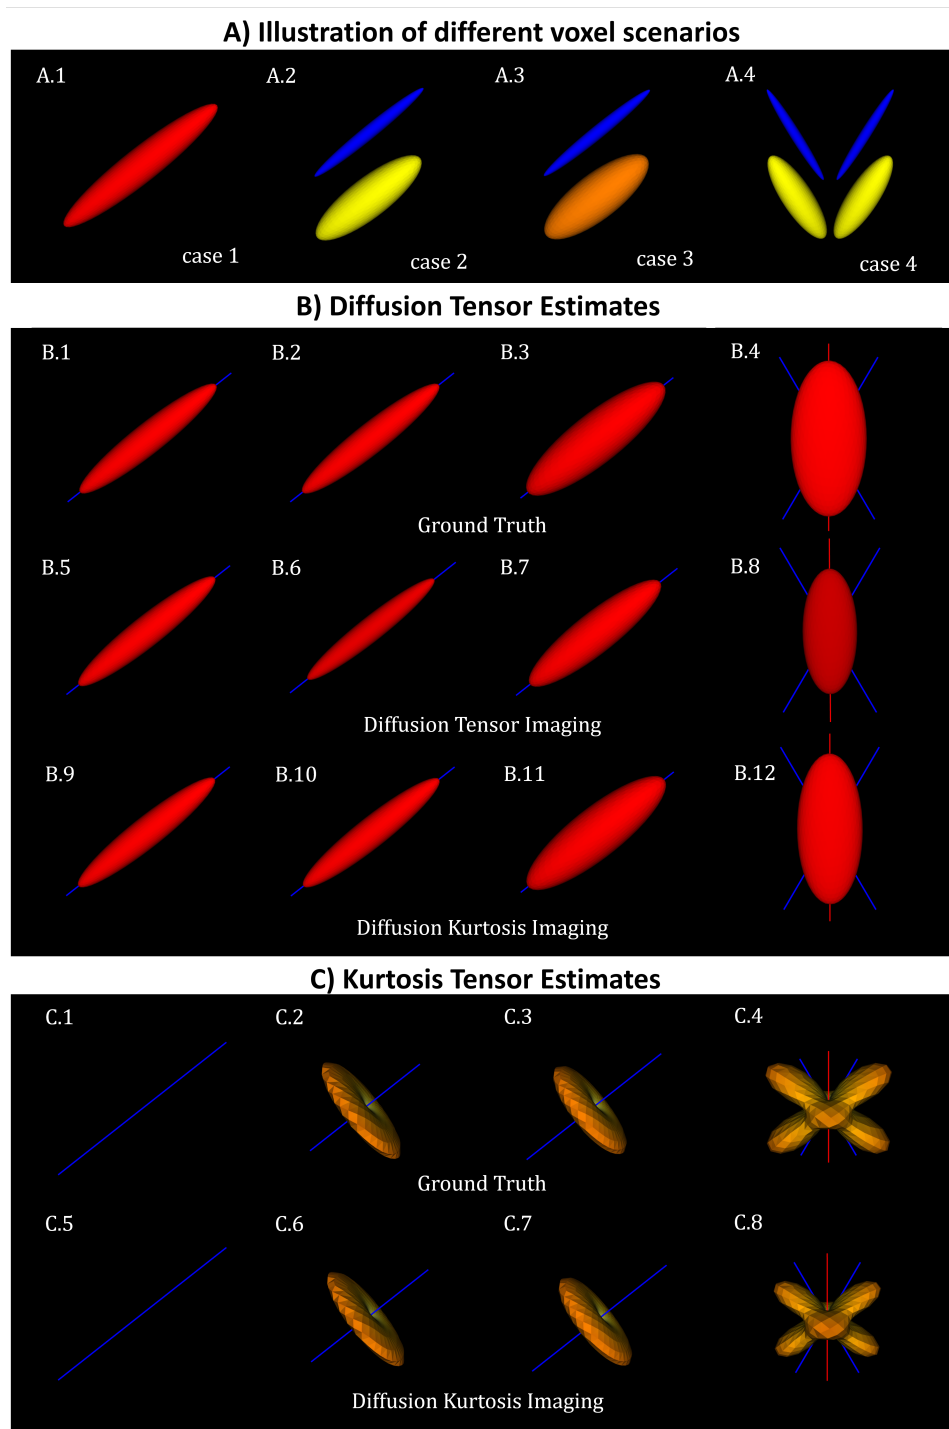 A) Illustration of different voxel scenarios
A.1 A.2 A.3 A.4
case 1 case 2 case 3 case 4
B) Diffusion Tensor Estimates
B.1 B.2 B.3 B.4
Ground Truth
B.5 B.6 B.7 B.8
Diffusion Tensor Imaging
B.9 B.10 B.11 B.12
Diffusion Kurtosis Imaging
C) Kurtosis Tensor Estimates
C.1 C.2 C.3 C.4
Ground Truth
C.5 C.6 C.7 C.8
Diffusion Kurtosis Imaging